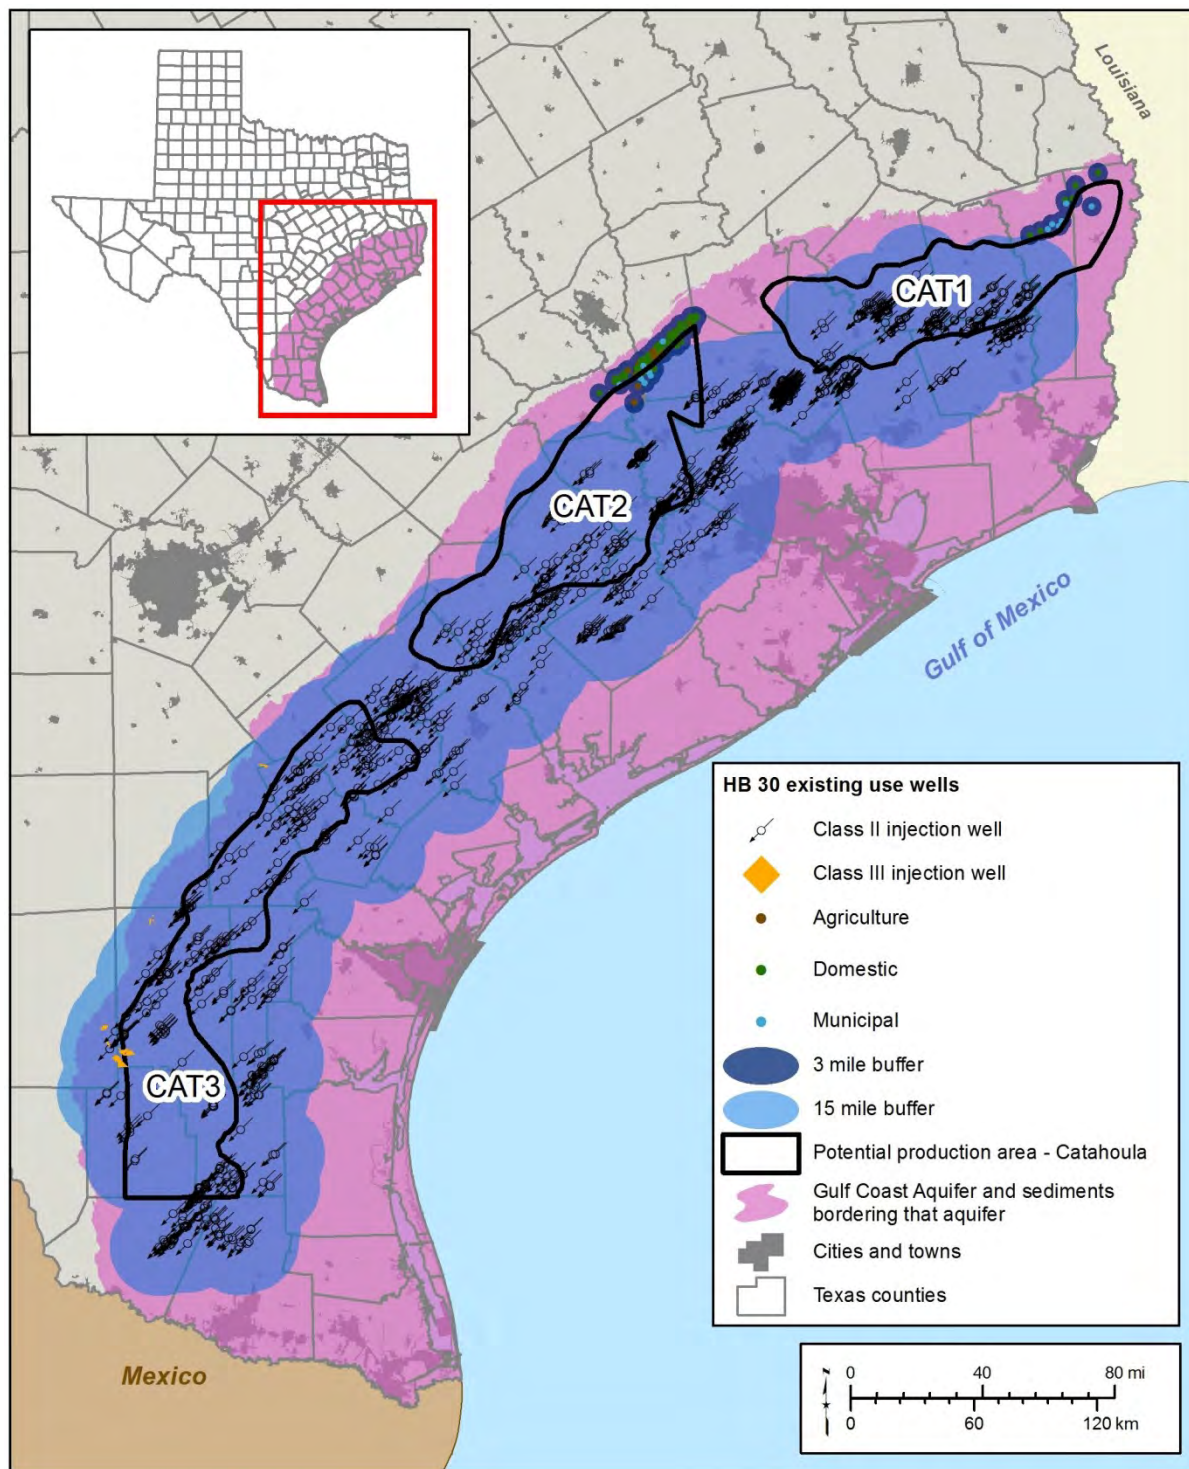 Louisiana
CAT1
CAT2
Gulf of Mexico
CAT3
Mexico
HB 30 existing use wells
Class II injection well
Class III injection well
Agriculture
Domestic
Municipal
3 mile buffer
15 mile buffer
Potential production area - Catahoula
Gulf Coast Aquifer and sediments
bordering that aquifer
Cities and towns
Texas counties
N
0 40 80 mi
0 60 120 km